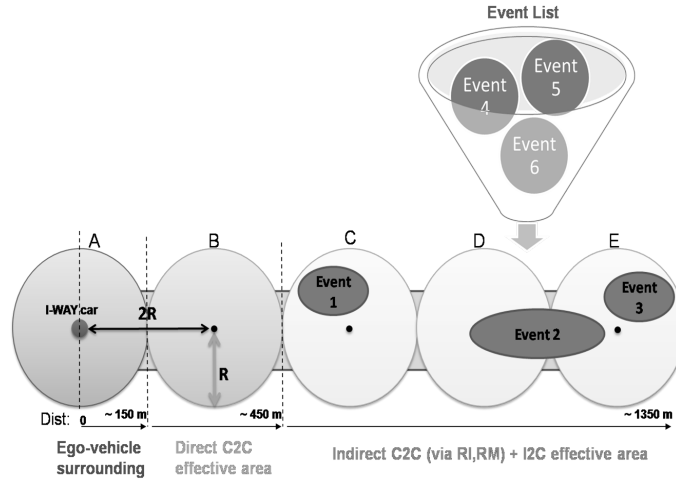 Event List
Event
4
Event
5
Event
6
A
B
C
D
E
Event
1
Event
3
I-WAY car
2R
Event 2
R
Dist: 0
~ 150 m
~ 450 m
~ 1350 m
Ego-vehicle
surrounding
Direct C2C
effective area
Indirect C2C (via RI,RM) + I2C effective area